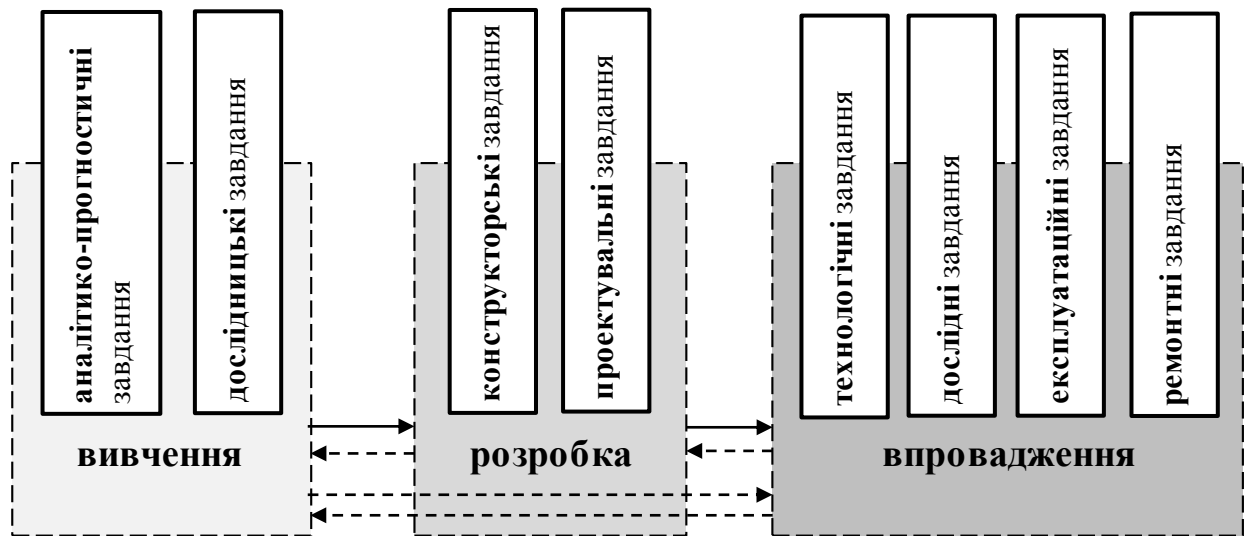 аналітико-прогностичні
завдання
дослідницькі завдання
конструкторські завдання
проектувальні завдання
технологічні завдання
дослідні завдання
експлуатаційні завдання
ремонтні завдання
вивчення
розробка
впровадження